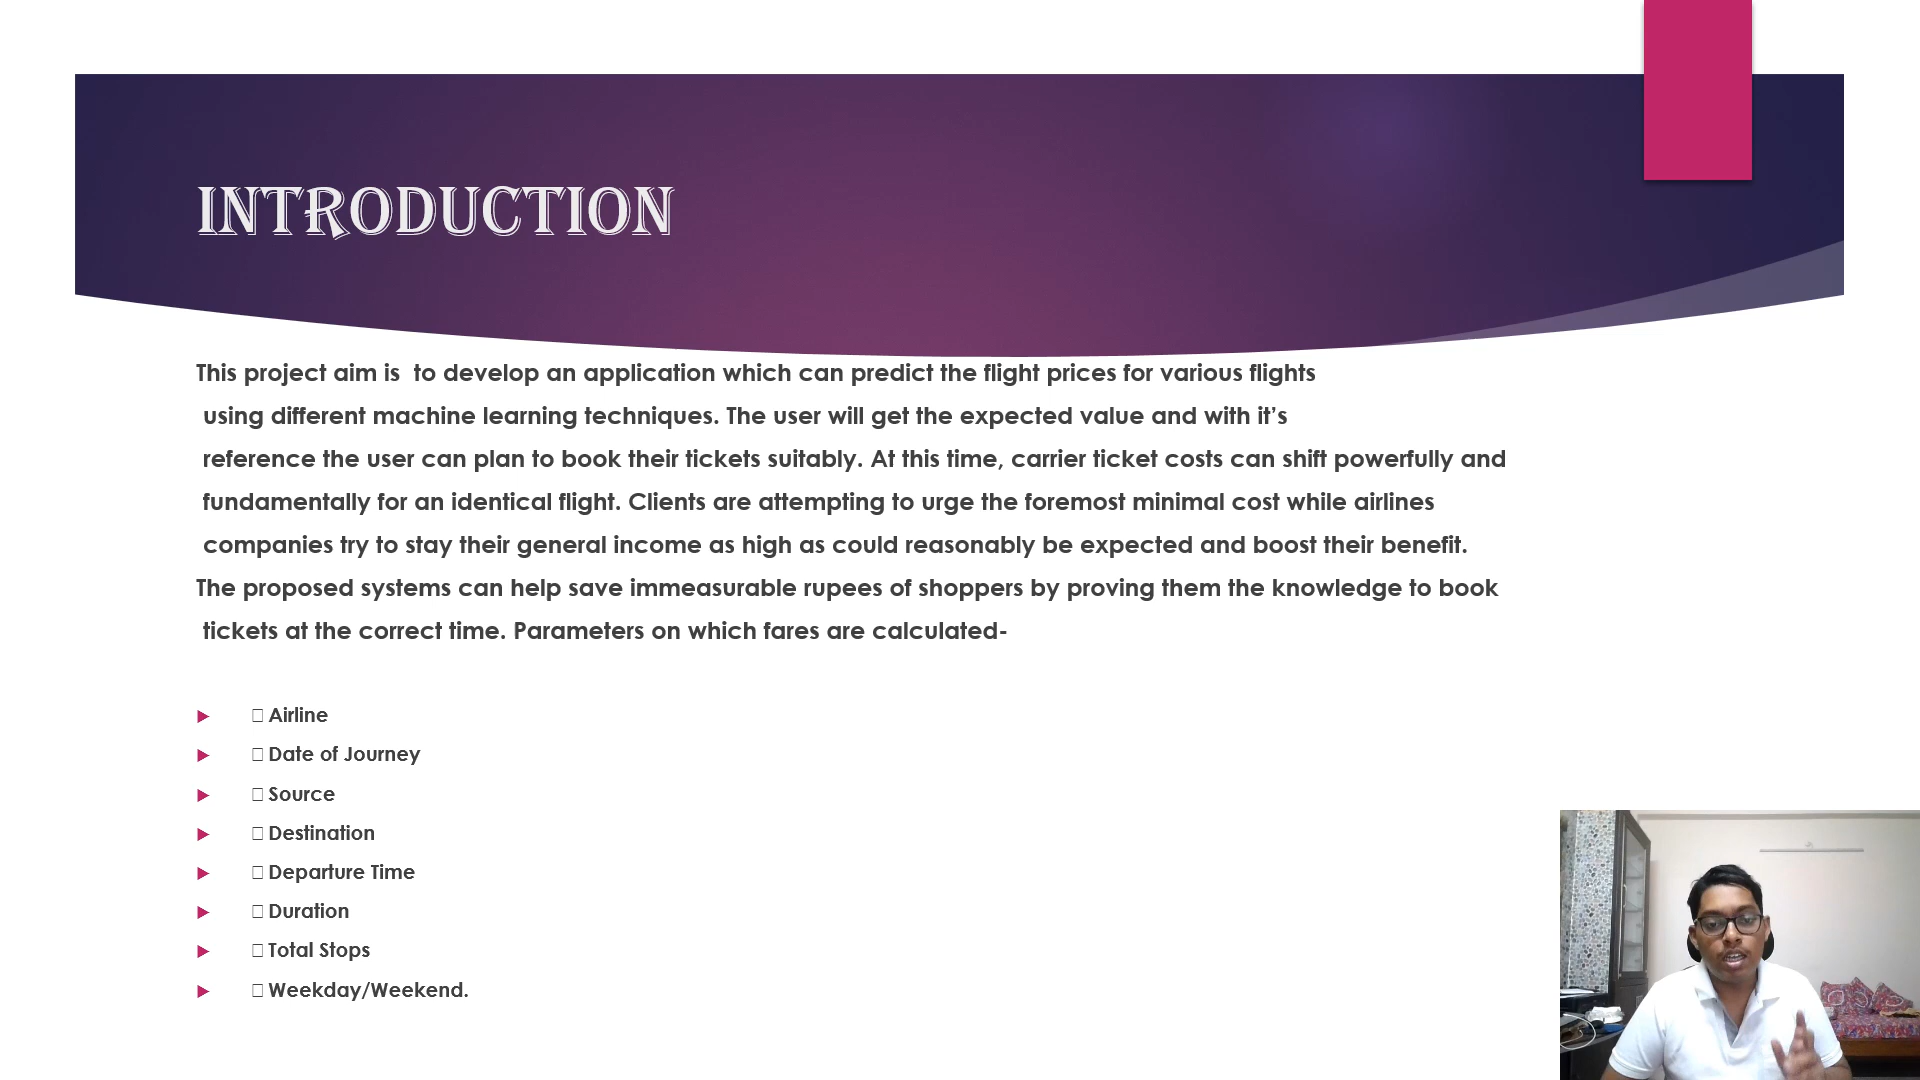 INTRODUCTION
This project aim is  to develop an application which can predict the flight prices for various flights
using different machine learning techniques. The user will get the expected value and with it’s
reference the user can plan to book their tickets suitably. At this time, carrier ticket costs can shift powerfully and
fundamentally for an identical flight. Clients are attempting to urge the foremost minimal cost while airlines
companies try to stay their general income as high as could reasonably be expected and boost their benefit.
The proposed systems can help save immeasurable rupees of shoppers by proving them the knowledge to book
tickets at the correct time. Parameters on which fares are calculated-
Airline
Date of Journey
Source
Destination
Departure Time
Duration
Total Stops
Weekday/Weekend.